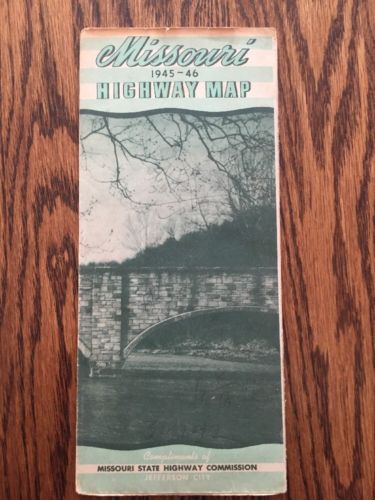 Missouri
1945-46
HIGHWAY MAP
Compliments of
MISSOURI STATE HIGHWAY COMMISSION
JEFFERSON CITY